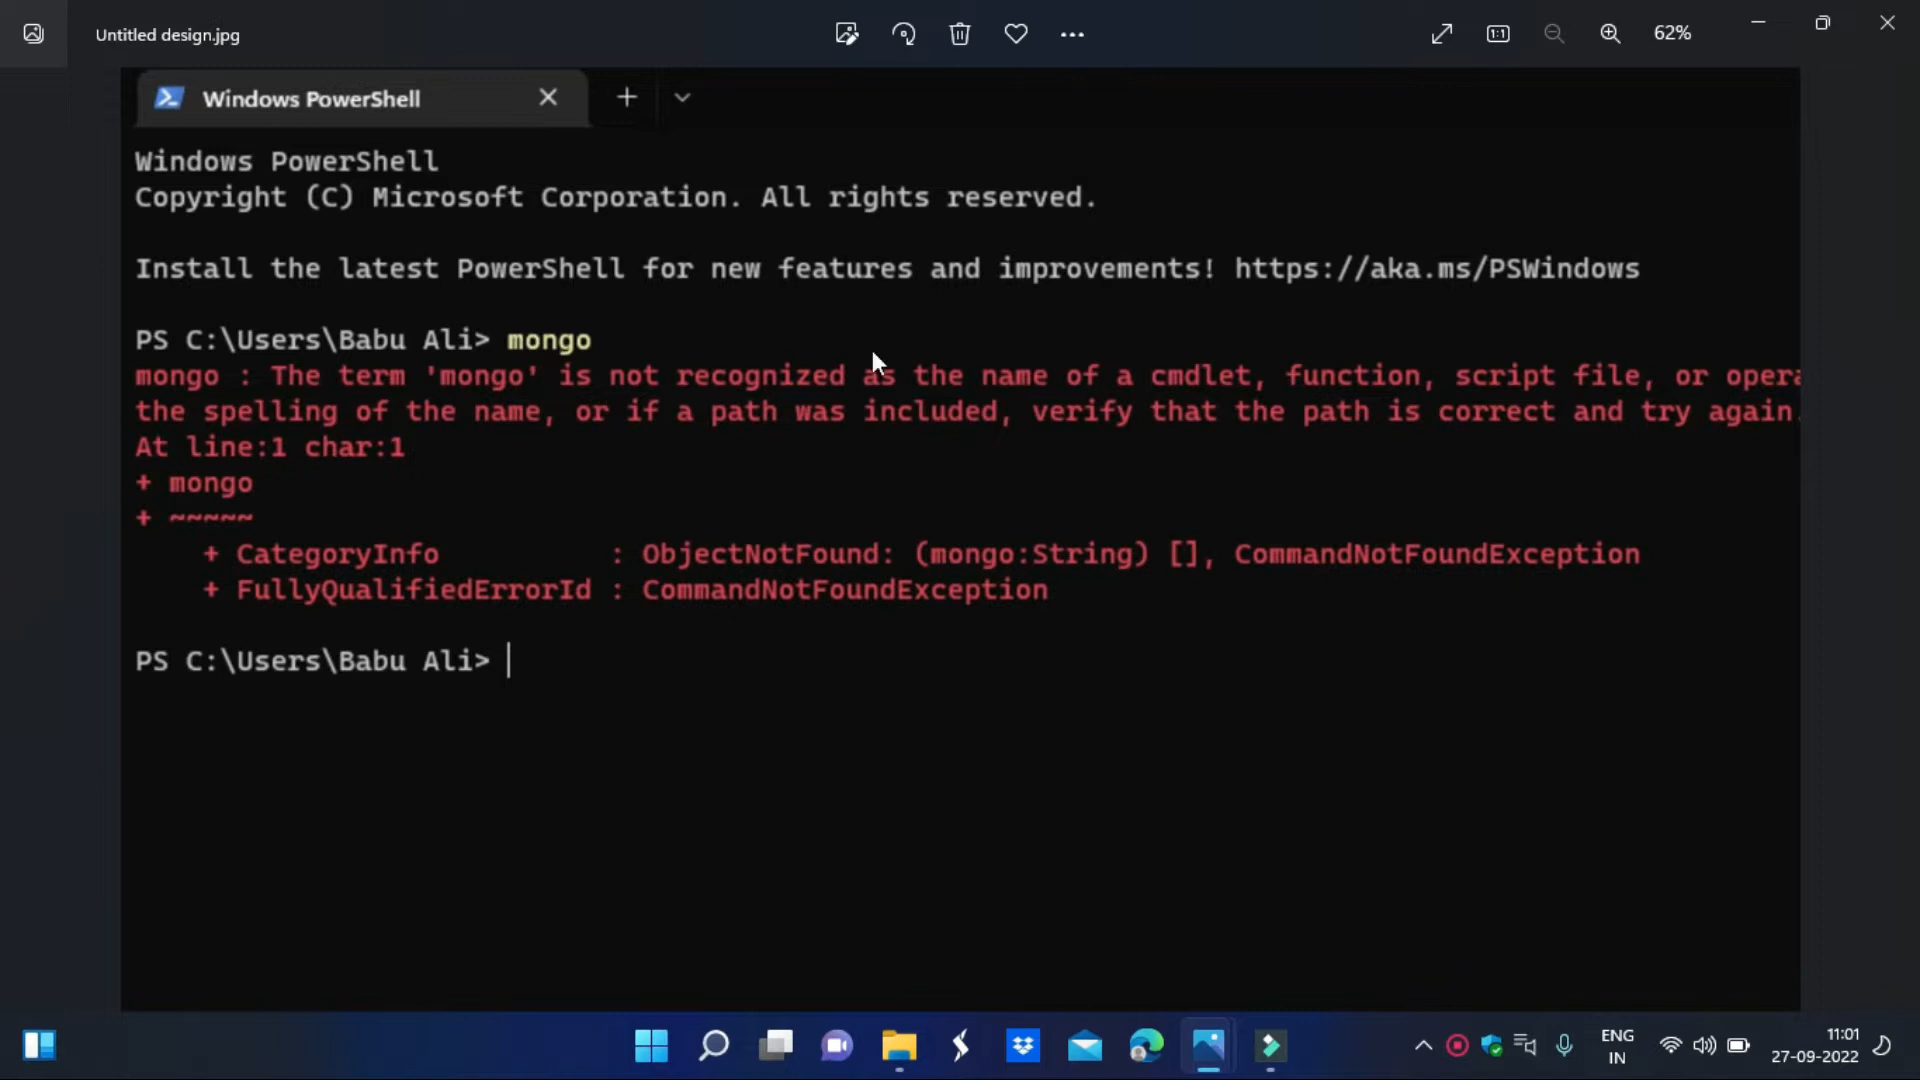 Untitled design.jpg
62%
Windows PowerShell
Windows PowerShell
Copyright (C) Microsoft Corporation. All rights reserved.
Install the latest PowerShell for new features and improvements! https://aka.ms/PSWindows
PS C:\Users\Babu Ali> mongo
mongo : The term 'mongo' is not recognized as the name of a cmdlet, function, script file, or opera
the spelling of the name, or if a path was included, verify that the path is correct and try again.
At line:1 char:1
+ mongo
+ ~~~~~
    + CategoryInfo          : ObjectNotFound: (mongo:String) [], CommandNotFoundException
    + FullyQualifiedErrorId : CommandNotFoundException
PS C:\Users\Babu Ali>
ENG
IN
11:01
27-09-2022